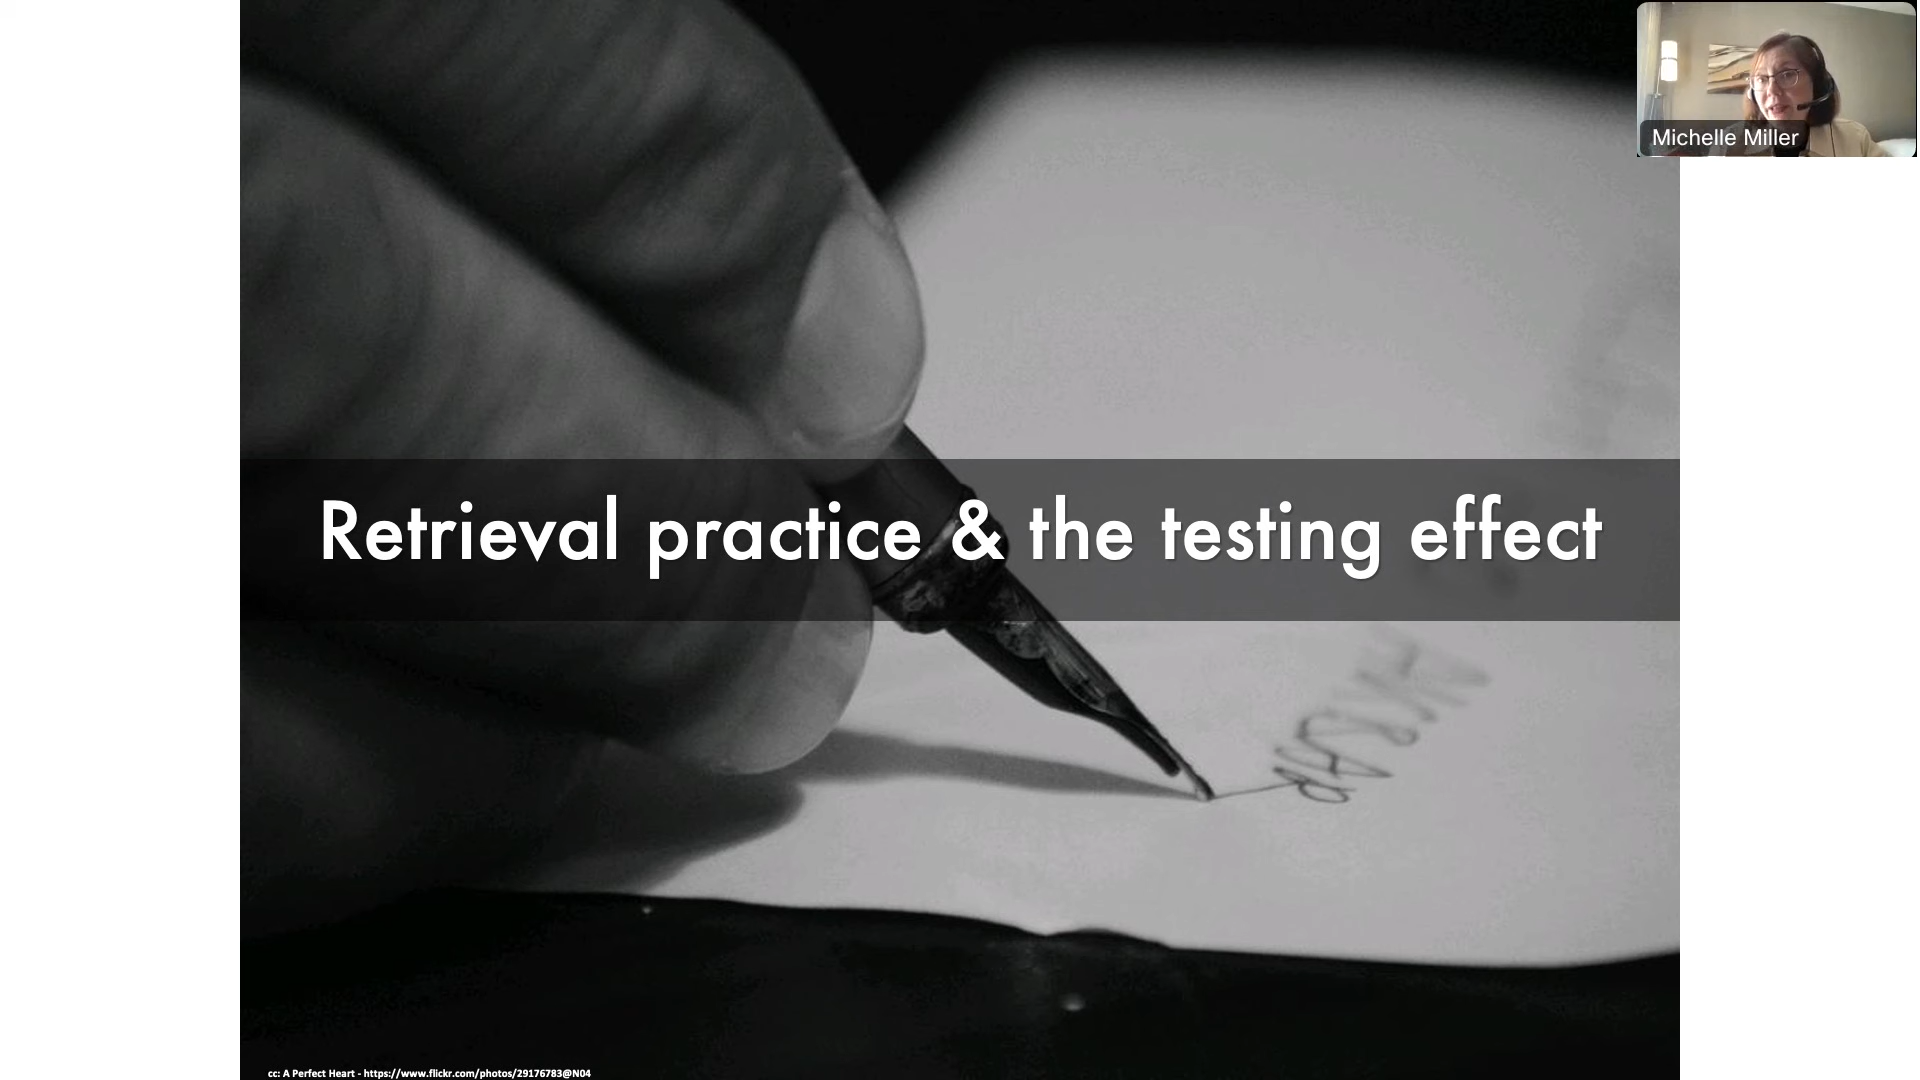 Michelle Miller
Retrieval practice & the testing effect
cc: A Perfect Heart - https://www.flickr.com/photos/29176783@N04